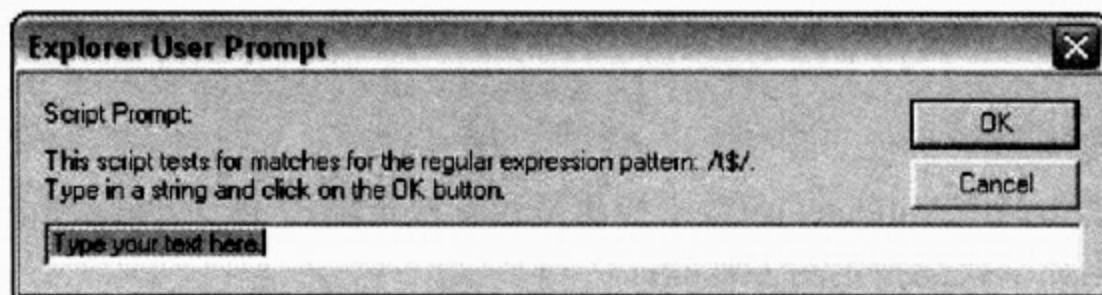 Explorer User Prompt
Script Prompt:
OK
This script tests for matches for the regular expression pattern: /t$/.
Type in a string and click on the OK button.
Cancel
Type your text here.